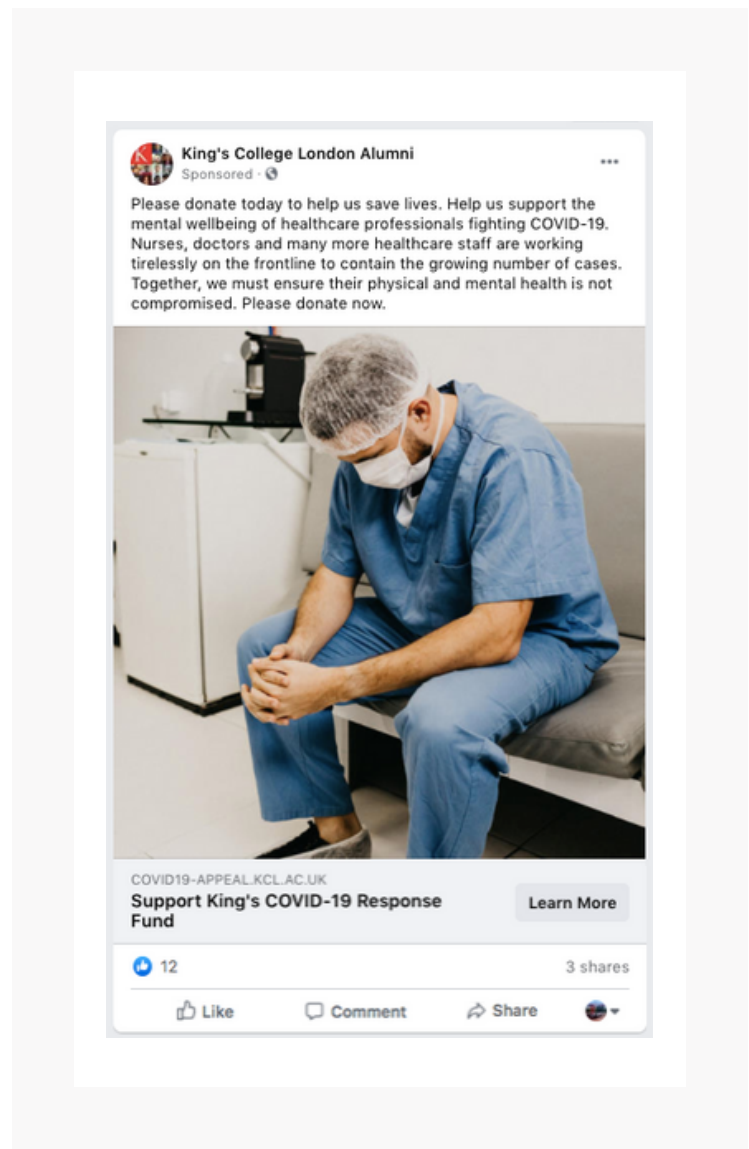 King's College London Alumni
Sponsored ·
Please donate today to help us save lives. Help us support the
mental wellbeing of healthcare professionals fighting COVID-19.
Nurses, doctors and many more healthcare staff are working
tirelessly on the frontline to contain the growing number of cases.
Together, we must ensure their physical and mental health is not
compromised. Please donate now.
COVID19-APPEAL.KCL.AC.UK
Support King's COVID-19 Response
Fund
Learn More
12
3 shares
Like
Comment
Share